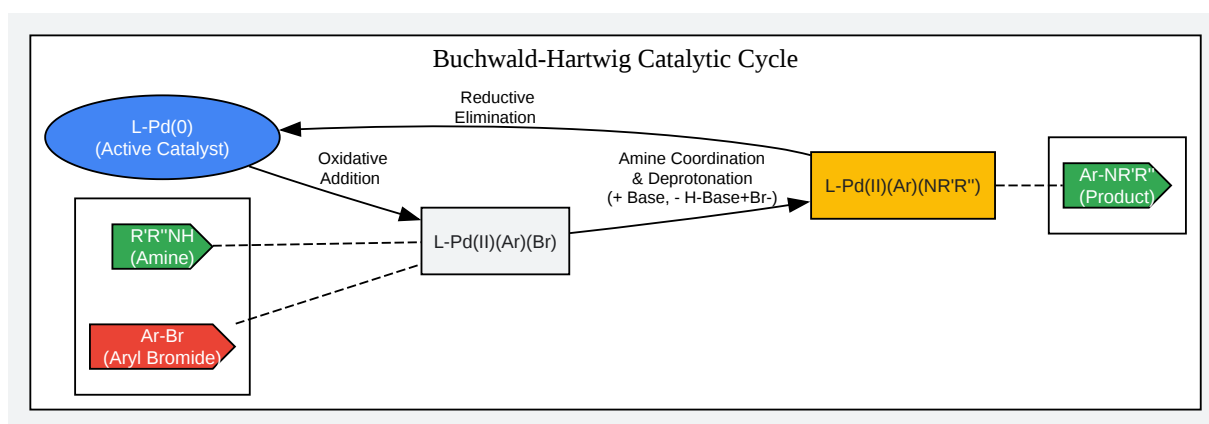 Buchwald-Hartwig Catalytic Cycle
Reductive
Elimination
L-Pd(0)
(Active Catalyst)
Oxidative
Addition
Amine Coordination
& Deprotonation
(+ Base, - H-Base+Br-)
L-Pd(II)(Ar)(NR'R'')
Ar-NR'R''
(Product)
R'R''NH
(Amine)
L-Pd(II)(Ar)(Br)
Ar-Br
(Aryl Bromide)